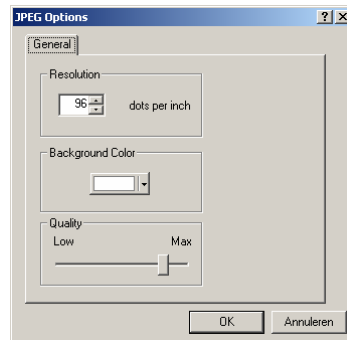 JPEG Options
General
Resolution
96 dots per inch
Background Color
Quality
Low Max
OK Annuleren